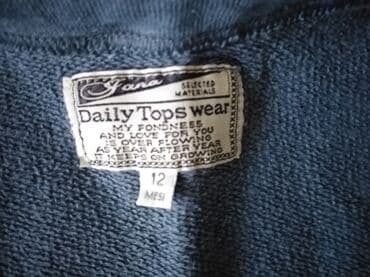 Jana
SELECTED
MATERIALS
Daily Tops wear
MY FONDNESS
AND LOVE FOR YOU
IS OVER FLOWING
AS YEAR AFTER YEAR
IT KEEPS ON GROWING
12
MESI